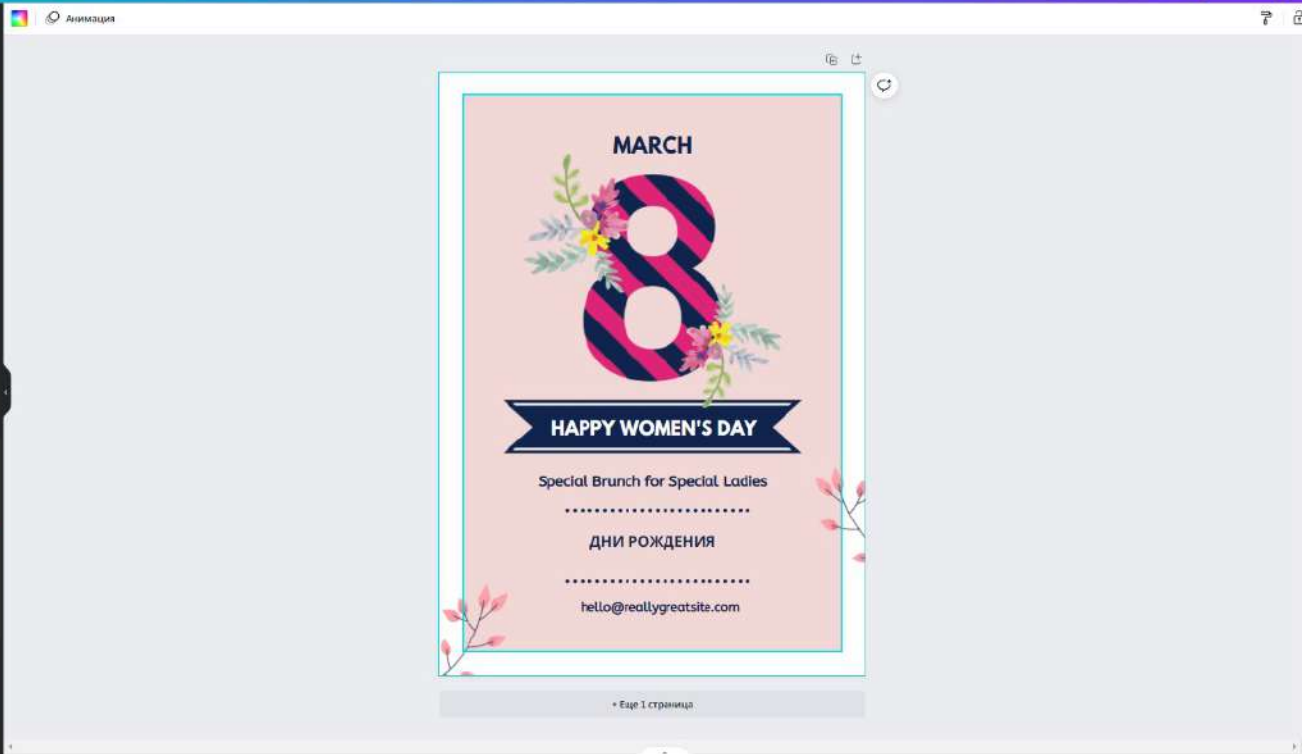 Анимация
MARCH
8
HAPPY WOMEN'S DAY
Special Brunch for Special Ladies
ДНИ РОЖДЕНИЯ
hello@reallygreatsite.com
+ Еще 1 страница